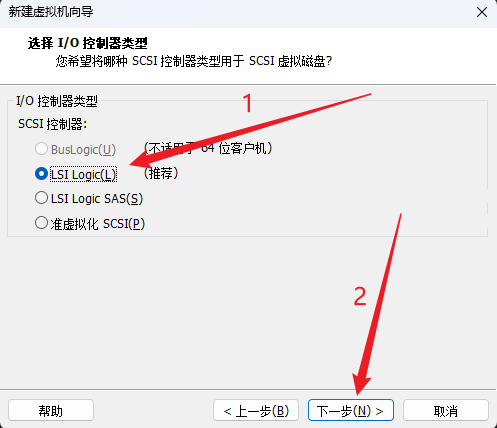 新建虚拟机向导
选择 I/O 控制器类型
您希望将哪种 SCSI 控制器类型用于 SCSI 虚拟磁盘?
I/O 控制器类型
SCSI 控制器:
BusLogic(U) (不适用于 64 位客户机)
LSI Logic(L) (推荐)
LSI Logic SAS(S)
准虚拟化 SCSI(P)
1
2
帮助 < 上一步(B) 下一步(N) > 取消